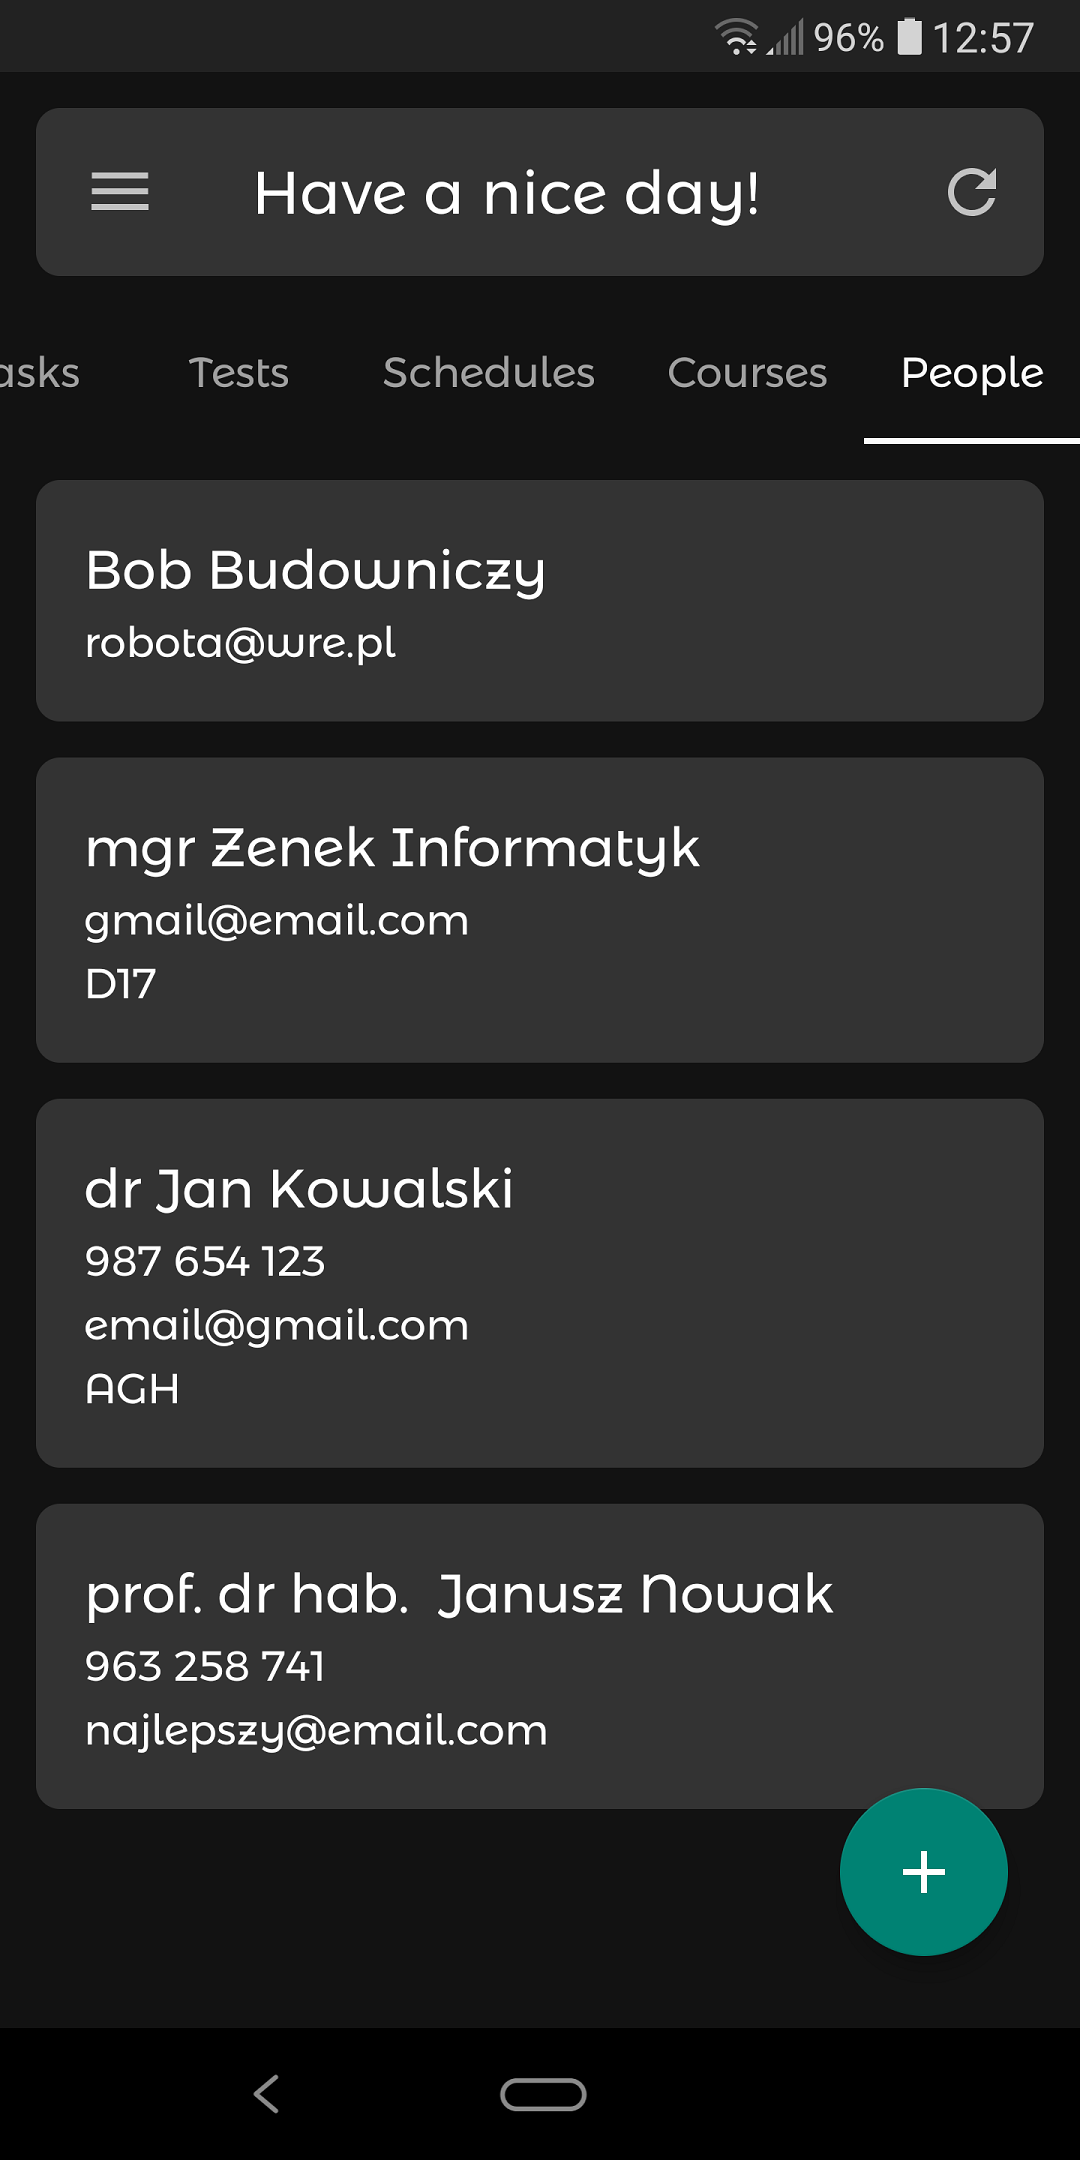 96% 12:57
Have a nice day!
asks Tests Schedules Courses People
Bob Budowniczy
robota@wre.pl
mgr Zenek Informatyk
gmail@email.com
D17
dr Jan Kowalski
987 654 123
email@gmail.com
AGH
prof. dr hab.  Janusz Nowak
963 258 741
najlepszy@email.com